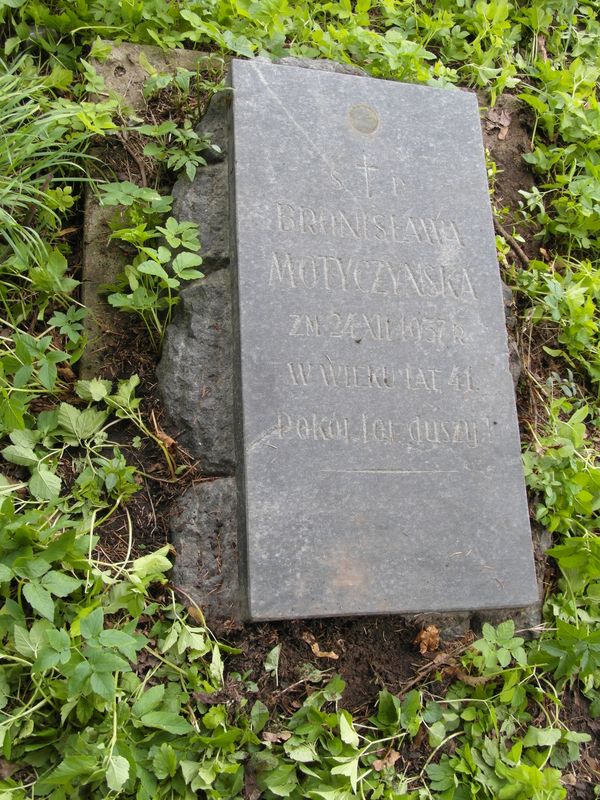 Ś † P
BRONISŁAWA
MOTYCZYŃSKA
ZM. 24.XII.1937 R.
W WIEKU LAT 41.
Pokój Jej duszy!